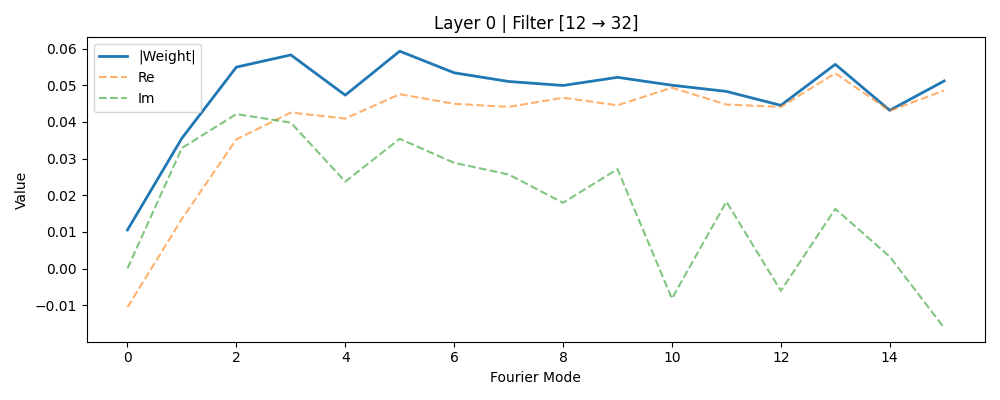 Layer 0 | Filter [12 → 32]
|Weight|
Re
Im
0.06
0.05
0.04
0.03
0.02
0.01
0.00
−0.01
Value
0 2 4 6 8 10 12 14
Fourier Mode